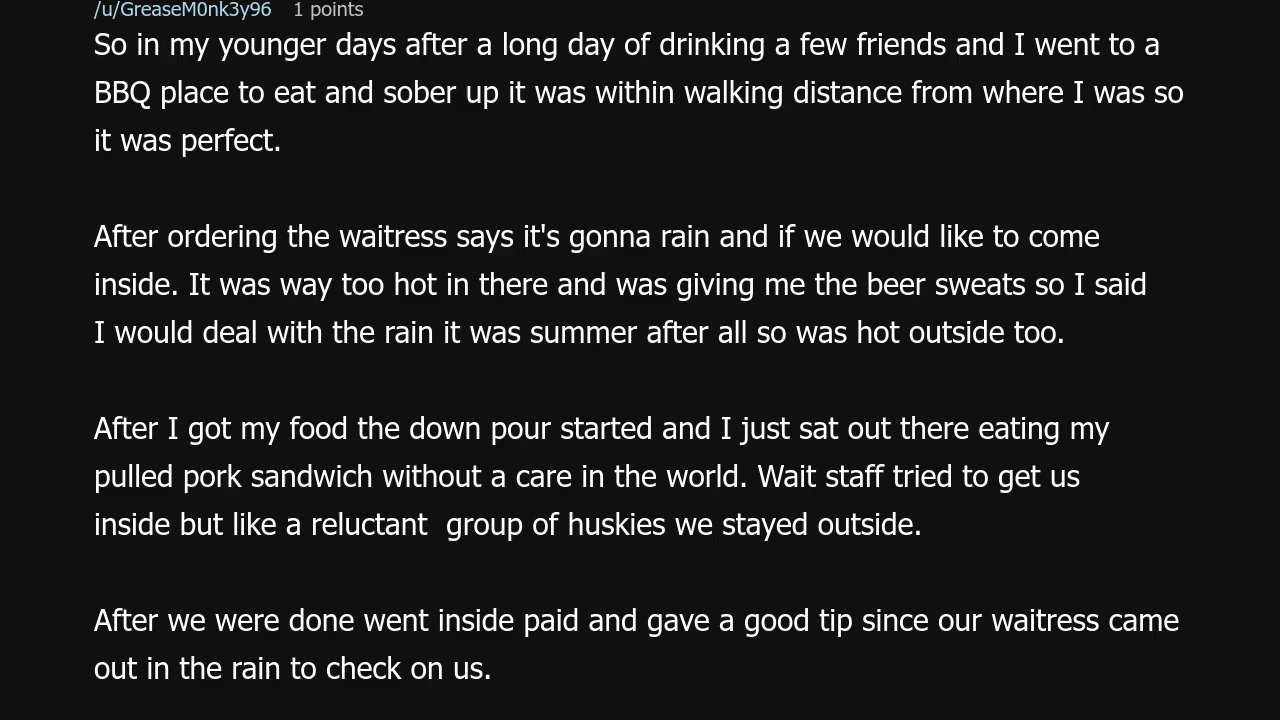 /u/GreaseM0nk3y96 1 points
So in my younger days after a long day of drinking a few friends and I went to a
BBQ place to eat and sober up it was within walking distance from where I was so
it was perfect.
After ordering the waitress says it's gonna rain and if we would like to come
inside. It was way too hot in there and was giving me the beer sweats so I said
I would deal with the rain it was summer after all so was hot outside too.
After I got my food the down pour started and I just sat out there eating my
pulled pork sandwich without a care in the world. Wait staff tried to get us
inside but like a reluctant  group of huskies we stayed outside.
After we were done went inside paid and gave a good tip since our waitress came
out in the rain to check on us.